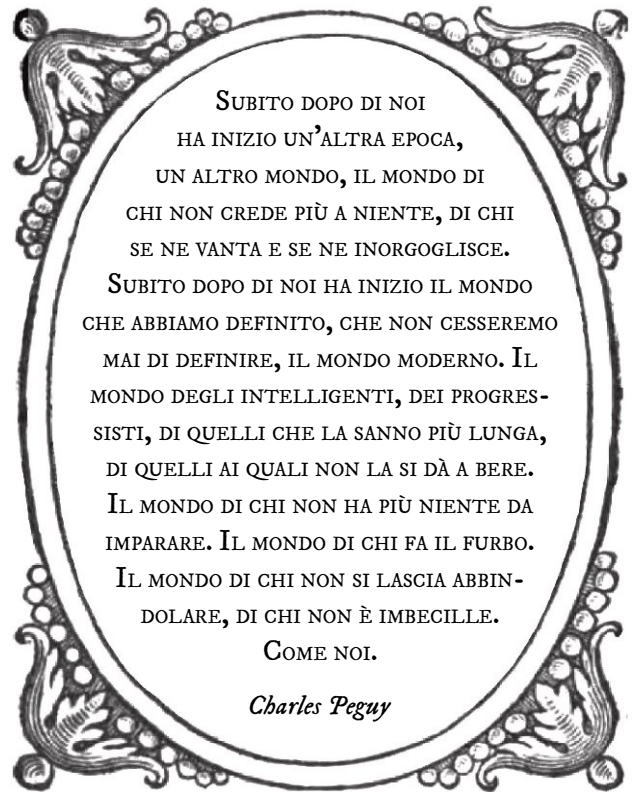 Subito dopo di noi
ha inizio un'altra epoca,
un altro mondo, il mondo di
chi non crede più a niente, di chi
se ne vanta e se ne inorgoglisce.
Subito dopo di noi ha inizio il mondo
che abbiamo definito, che non cesseremo
mai di definire, il mondo moderno. Il
mondo degli intelligenti, dei progres-
sisti, di quelli che la sanno più lunga,
di quelli ai quali non la si dà a bere.
Il mondo di chi non ha più niente da
imparare. Il mondo di chi fa il furbo.
Il mondo di chi non si lascia abbin-
dolare, di chi non è imbecille.
Come noi.
Charles Peguy